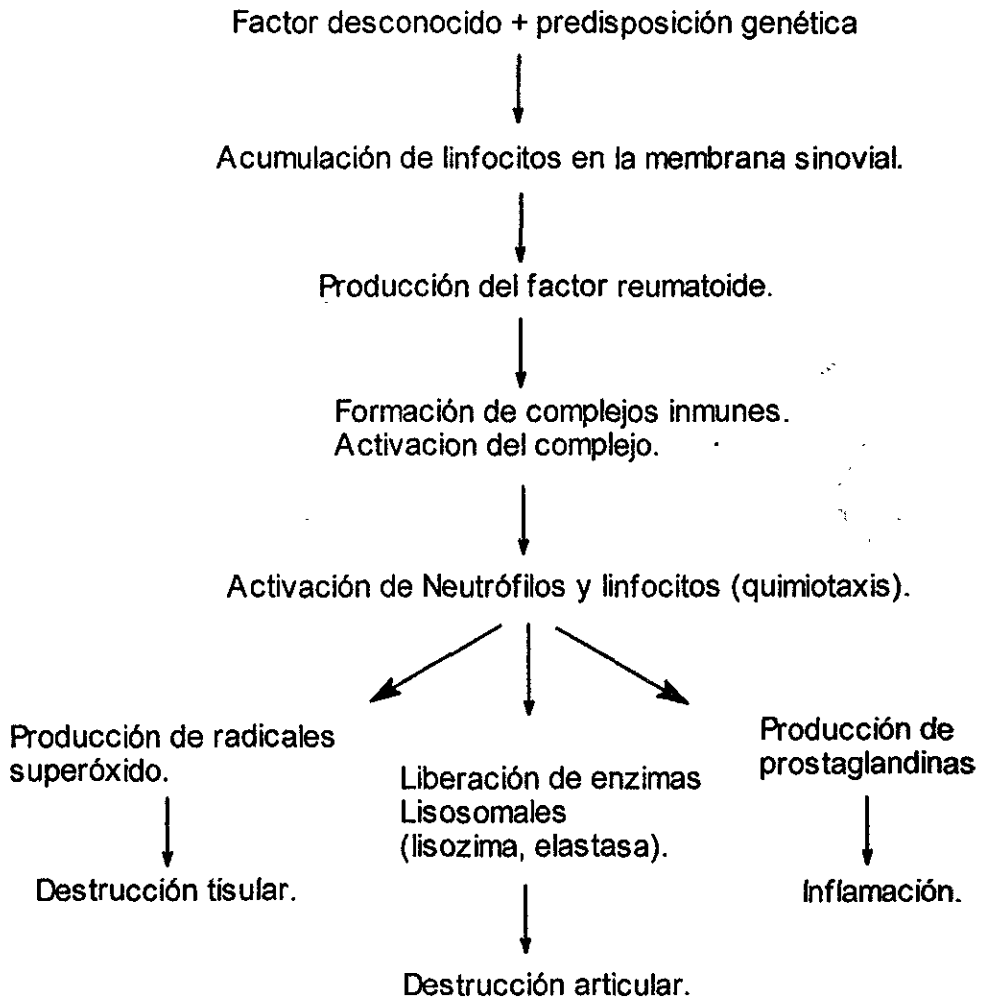 Factor desconocido + predisposición genética
Acumulación de linfocitos en la membrana sinovial.
Producción del factor reumatoide.
Formación de complejos inmunes.
Activacion del complejo.
Activación de Neutrófilos y linfocitos (quimiotaxis).
Producción de radicales
superóxido.
Destrucción tisular.
Liberación de enzimas
Lisosomales
(lisozima, elastasa).
Destrucción articular.
Producción de
prostaglandinas
Inflamación.